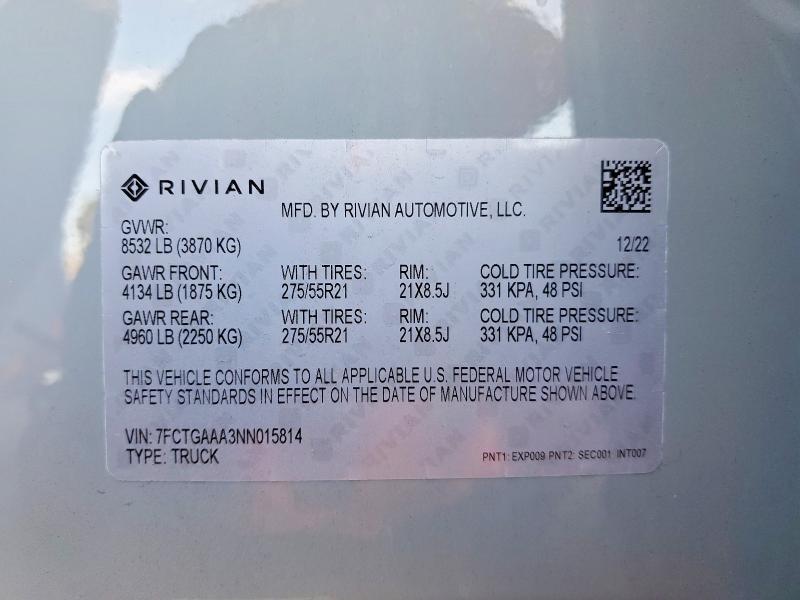 RIVIAN
MFD. BY RIVIAN AUTOMOTIVE, LLC.
GVWR:
8532 LB (3870 KG) 12/22
GAWR FRONT: WITH TIRES: RIM: COLD TIRE PRESSURE:
4134 LB (1875 KG) 275/55R21 21X8.5J 331 KPA, 48 PSI
GAWR REAR: WITH TIRES: RIM: COLD TIRE PRESSURE:
4960 LB (2250 KG) 275/55R21 21X8.5J 331 KPA, 48 PSI
THIS VEHICLE CONFORMS TO ALL APPLICABLE U.S. FEDERAL MOTOR VEHICLE
SAFETY STANDARDS IN EFFECT ON THE DATE OF MANUFACTURE SHOWN ABOVE.
VIN: 7FCTGAAA3NN015814
TYPE: TRUCK PNT1: EXP009 PNT2: SEC001 INT007